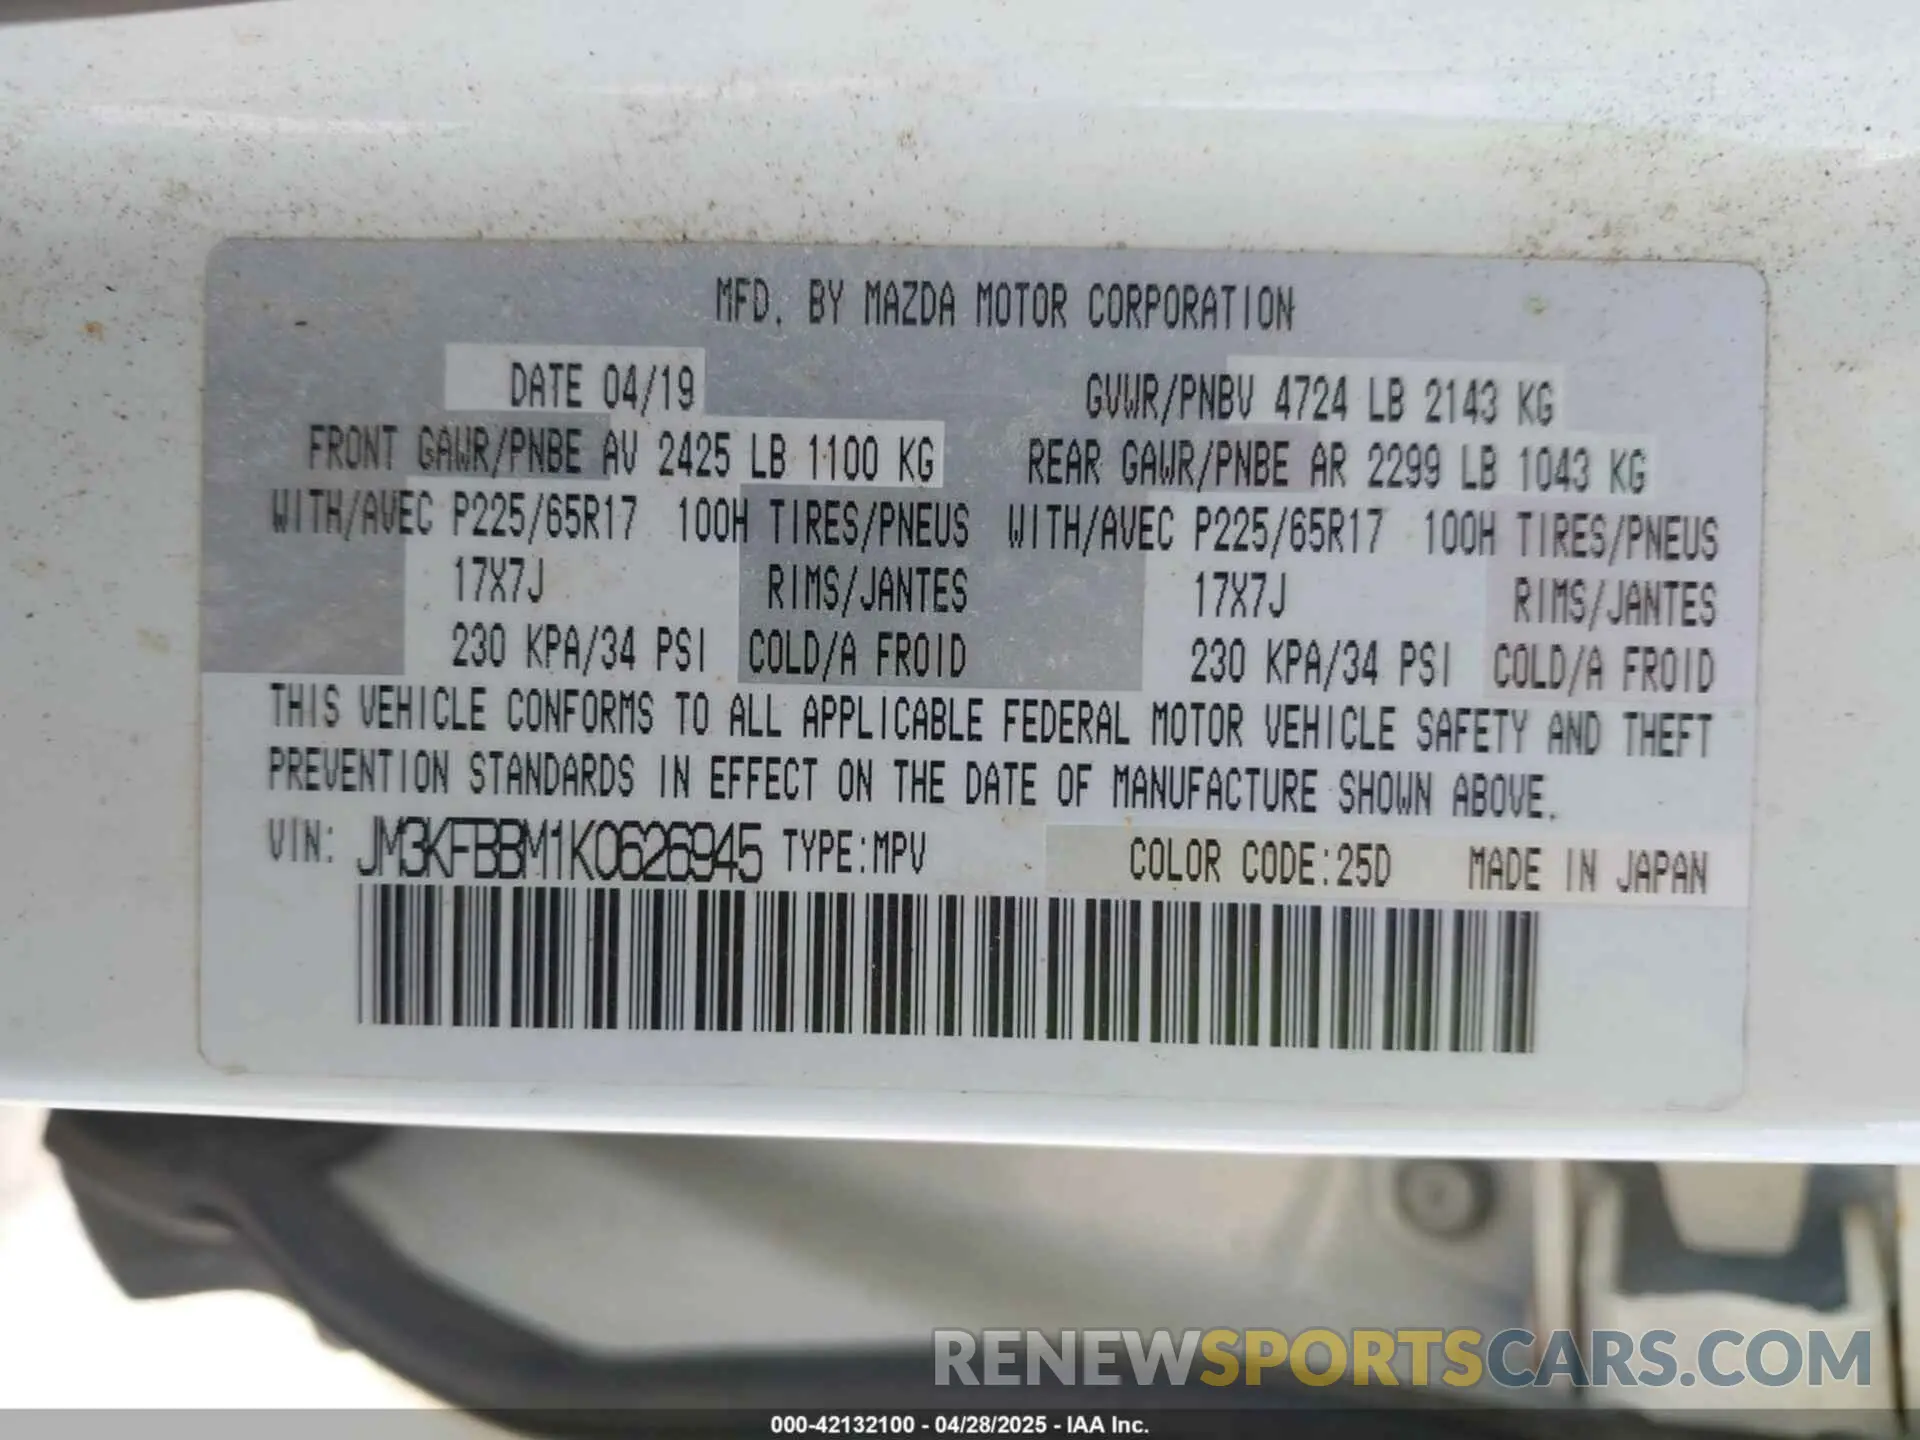 MFD. BY MAZDA MOTOR CORPORATION
DATE 04/19 GVWR/PNBV 4724 LB 2143 KG
FRONT GAWR/PNBE AV 2425 LB 1100 KG REAR GAWR/PNBE AR 2299 LB 1043 KG
WITH/AVEC P225/65R17 100H TIRES/PNEUS WITH/AVEC P225/65R17 100H TIRES/PNEUS
17X7J RIMS/JANTES 17X7J RIMS/JANTES
230 KPA/34 PSI COLD/A FROID 230 KPA/34 PSI COLD/A FROID
THIS VEHICLE CONFORMS TO ALL APPLICABLE FEDERAL MOTOR VEHICLE SAFETY AND THEFT
PREVENTION STANDARDS IN EFFECT ON THE DATE OF MANUFACTURE SHOWN ABOVE.
VIN: JM3KFBBM1K0626945 TYPE:MPV COLOR CODE:25D MADE IN JAPAN
RENEWSPORTSCARS.COM
000-42132100 - 04/28/2025 - IAA Inc.